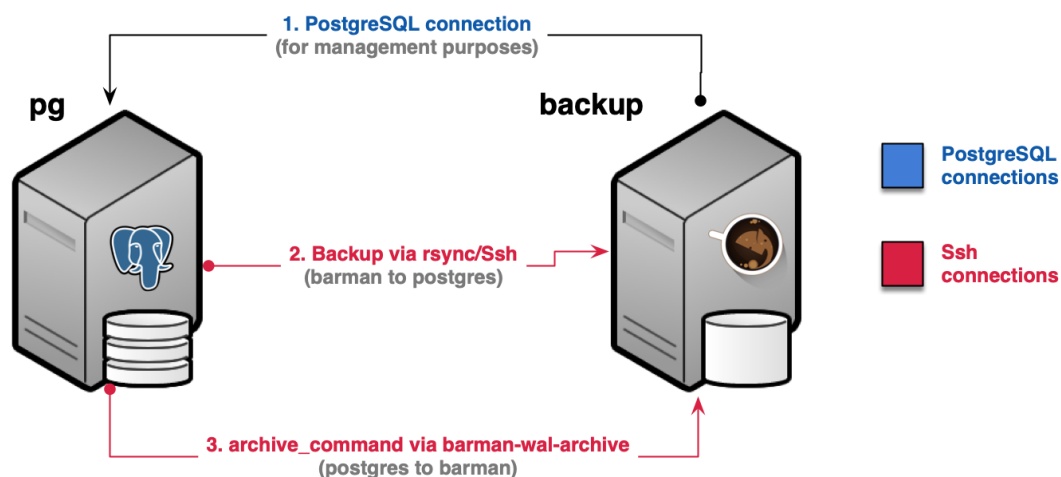 1. PostgreSQL connection
(for management purposes)
pg
backup
PostgreSQL
connections
2. Backup via rsync/Ssh
(barman to postgres)
Ssh
connections
3. archive_command via barman-wal-archive
(postgres to barman)